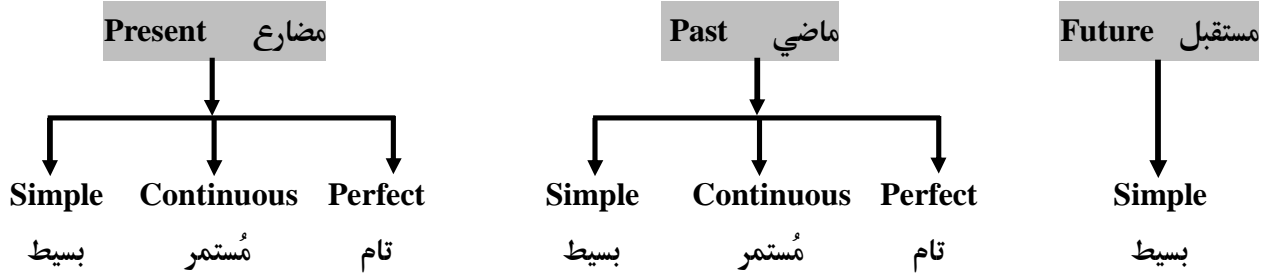 Present مضارع Past ماضي Future مستقبل
Simple Continuous Perfect Simple Continuous Perfect Simple
بسيط مُستمر تام بسيط مُستمر تام بسيط